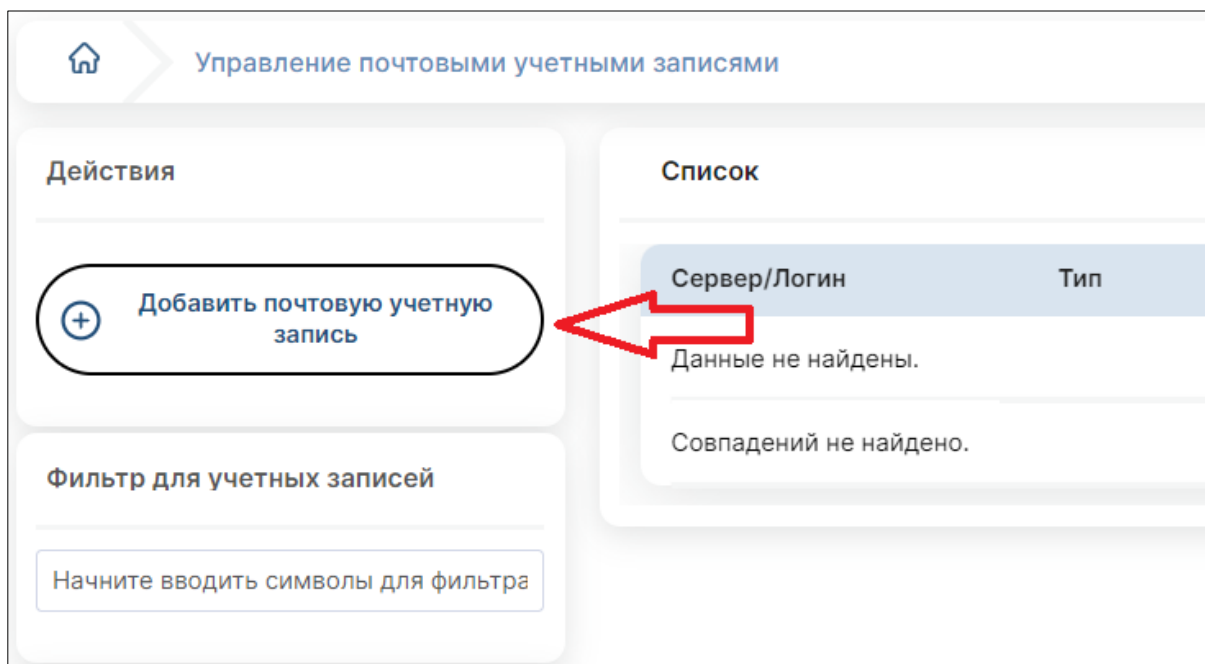 Управление почтовыми учетными записями
Действия
Добавить почтовую учетную
запись
Фильтр для учетных записей
Начните вводить символы для фильтра
Список
Сервер/Логин Тип
Данные не найдены.
Совпадений не найдено.